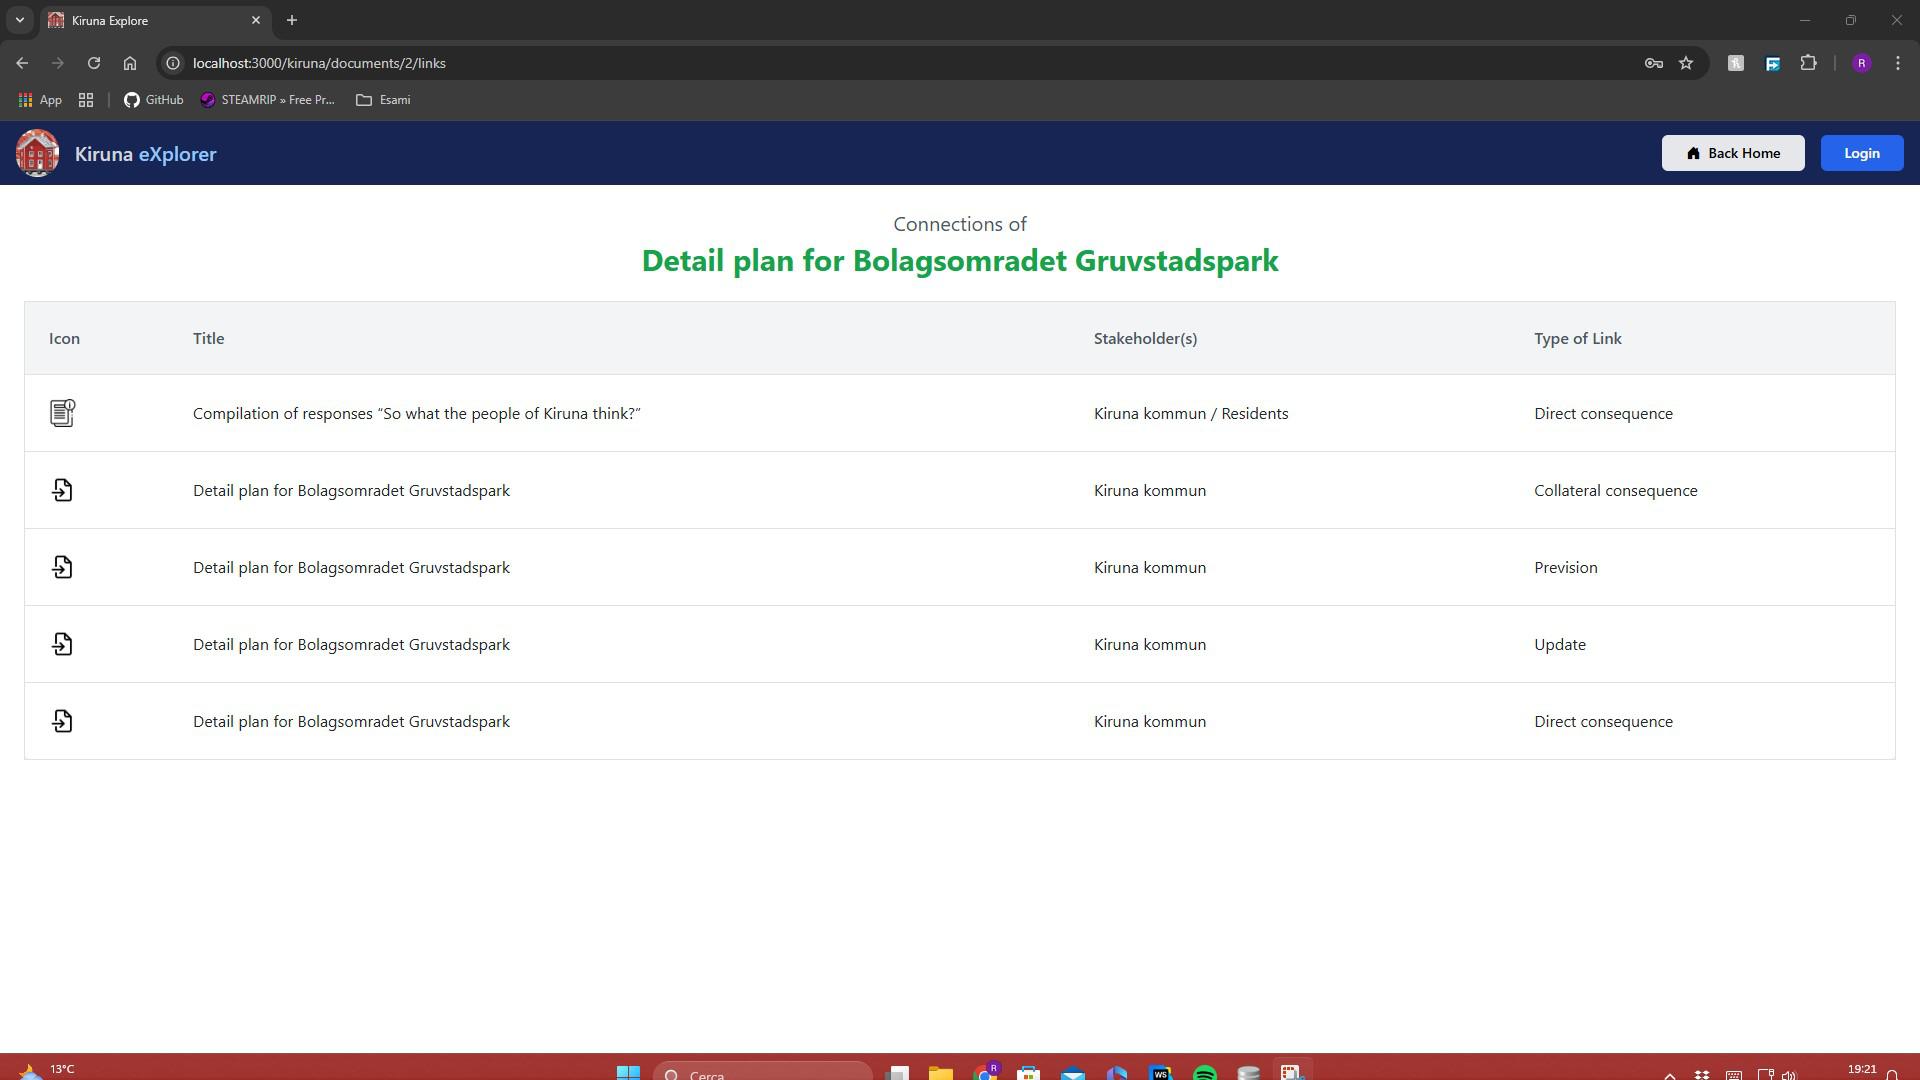 Kiruna Explore
localhost:3000/kiruna/documents/2/links
R
App
GitHub
STEAMRIP » Free Pr...
Esami
Kiruna eXplorer
Back Home
Login
Connections of
Detail plan for Bolagsomradet Gruvstadspark
Icon Title Stakeholder(s) Type of Link
Compilation of responses “So what the people of Kiruna think?” Kiruna kommun / Residents Direct consequence
Detail plan for Bolagsomradet Gruvstadspark Kiruna kommun Collateral consequence
Detail plan for Bolagsomradet Gruvstadspark Kiruna kommun Prevision
Detail plan for Bolagsomradet Gruvstadspark Kiruna kommun Update
Detail plan for Bolagsomradet Gruvstadspark Kiruna kommun Direct consequence
13°C
Cerca
R
WS
19:21